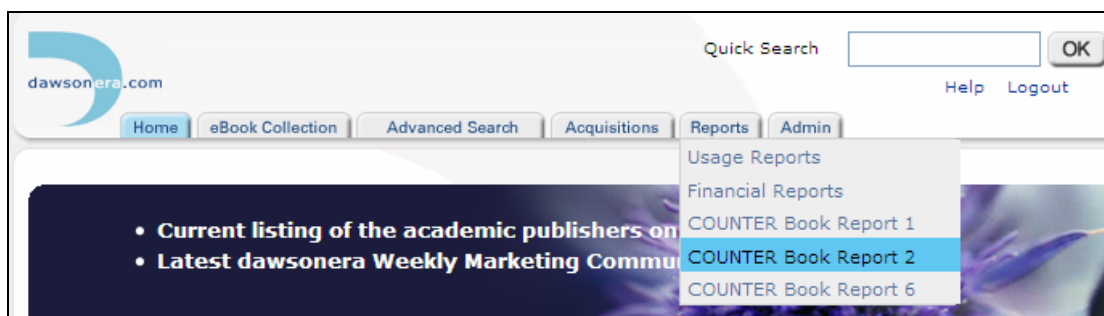 Quick Search
OK
dawsonera.com
Help Logout
Home eBook Collection Advanced Search Acquisitions Reports Admin
Usage Reports
Financial Reports
COUNTER Book Report 1
COUNTER Book Report 2
COUNTER Book Report 6
• Current listing of the academic publishers on
• Latest dawsonera Weekly Marketing